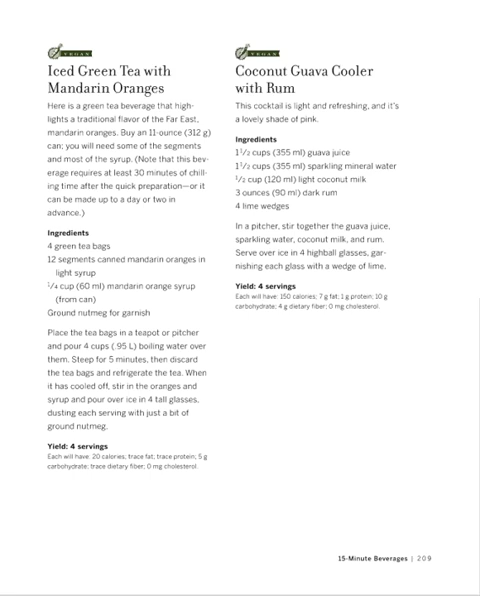 VEGAN
Iced Green Tea with
Mandarin Oranges
Here is a green tea beverage that high-
lights a traditional flavor of the Far East,
mandarin oranges. Buy an 11-ounce (312 g)
can; you will need some of the segments
and most of the syrup. (Note that this bev-
erage requires at least 30 minutes of chill-
ing time after the quick preparation—or it
can be made up to a day or two in
advance.)
Ingredients
4 green tea bags
12 segments canned mandarin oranges in
light syrup
1/4 cup (60 ml) mandarin orange syrup
(from can)
Ground nutmeg for garnish
Place the tea bags in a teapot or pitcher
and pour 4 cups (.95 L) boiling water over
them. Steep for 5 minutes, then discard
the tea bags and refrigerate the tea. When
it has cooled off, stir in the oranges and
syrup and pour over ice in 4 tall glasses,
dusting each serving with just a bit of
ground nutmeg.
Yield: 4 servings
Each will have: 20 calories; trace fat; trace protein; 5 g
carbohydrate; trace dietary fiber; 0 mg cholesterol.
VEGAN
Coconut Guava Cooler
with Rum
This cocktail is light and refreshing, and it's
a lovely shade of pink.
Ingredients
1 1/2 cups (355 ml) guava juice
1 1/2 cups (355 ml) sparkling mineral water
1/2 cup (120 ml) light coconut milk
3 ounces (90 ml) dark rum
4 lime wedges
In a pitcher, stir together the guava juice,
sparkling water, coconut milk, and rum.
Serve over ice in 4 highball glasses, gar-
nishing each glass with a wedge of lime.
Yield: 4 servings
Each will have: 150 calories; 7 g fat; 1 g protein; 10 g
carbohydrate; 4 g dietary fiber; 0 mg cholesterol.
15-Minute Beverages | 209